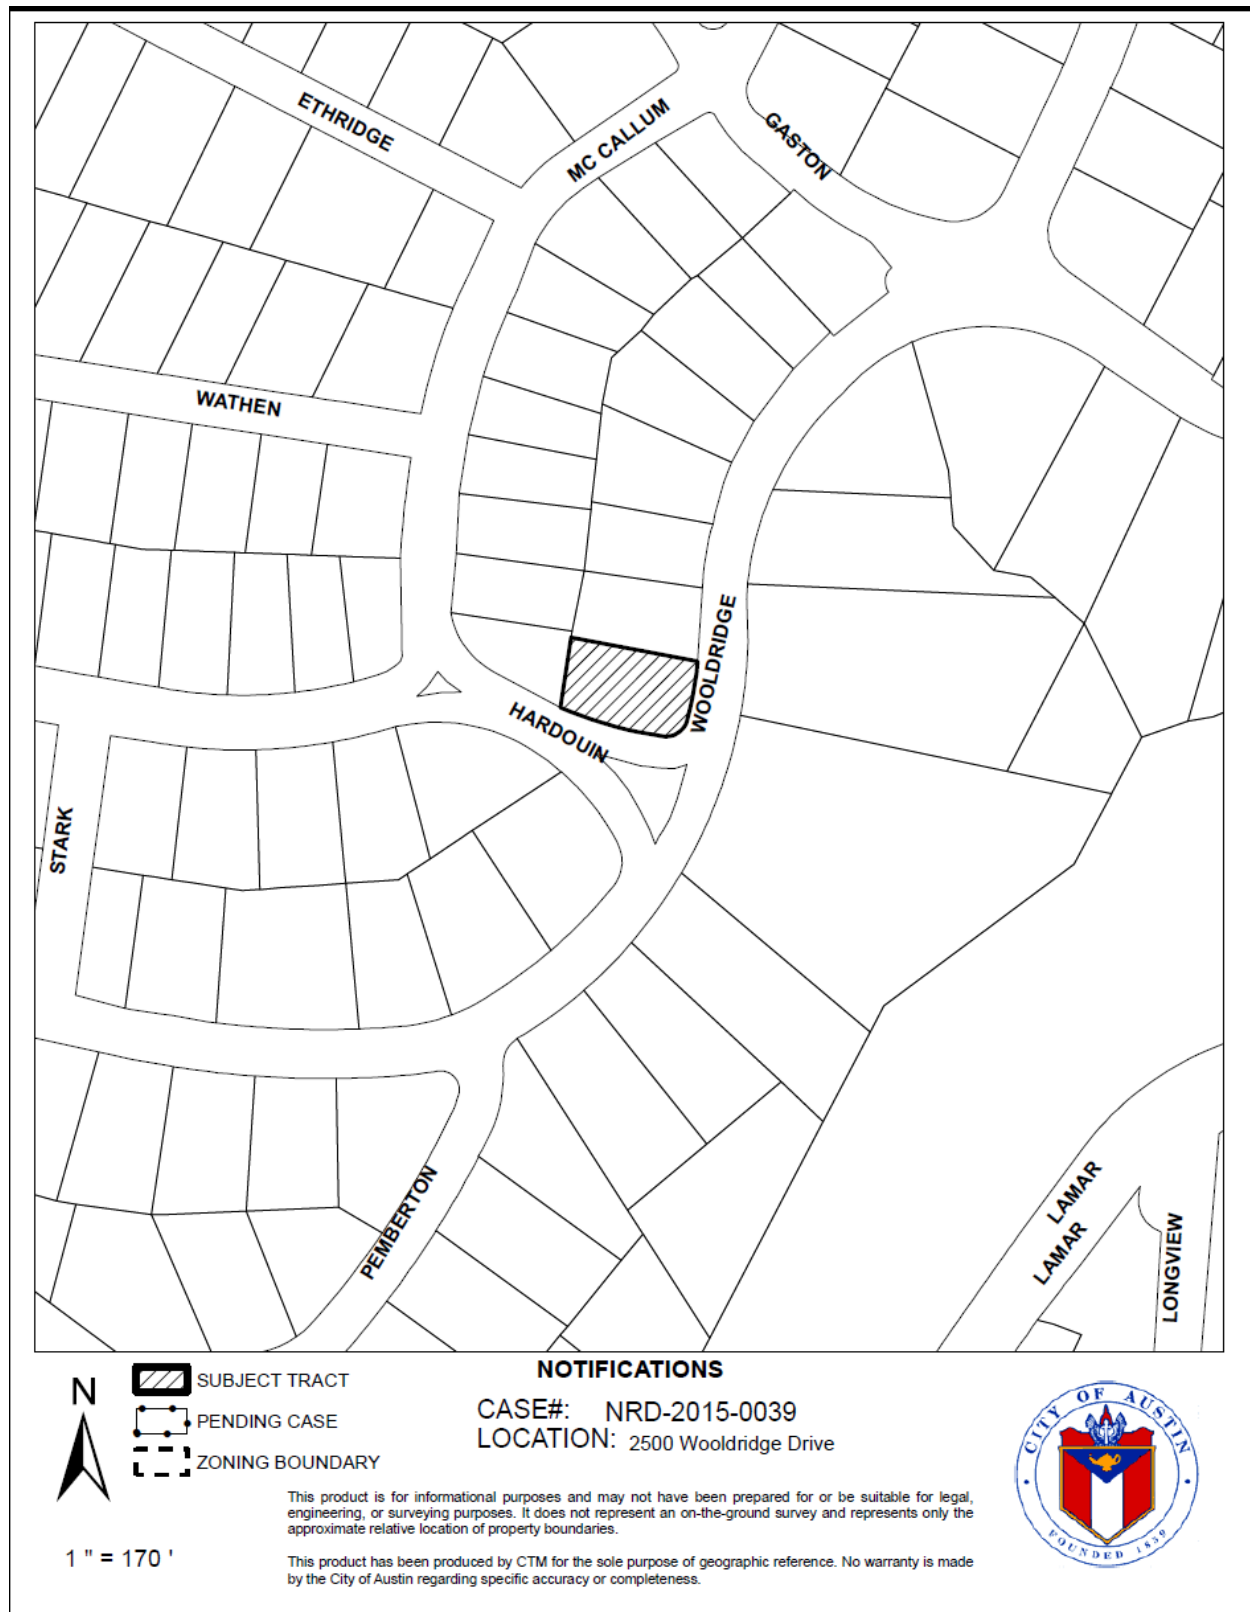 ETHRIDGE
MC CALLUM
GASTON
WATHEN
WOOLDRIDGE
HARDOUIN
STARK
PEMBERTON
LAMAR
LAMAR
LONGVIEW
N
1 " = 170 '
SUBJECT TRACT
PENDING CASE
ZONING BOUNDARY
NOTIFICATIONS
CASE#: NRD-2015-0039
LOCATION: 2500 Wooldridge Drive
This product is for informational purposes and may not have been prepared for or be suitable for legal,
engineering, or surveying purposes. It does not represent an on-the-ground survey and represents only the
approximate relative location of property boundaries.
This product has been produced by CTM for the sole purpose of geographic reference. No warranty is made
by the City of Austin regarding specific accuracy or completeness.
CITY OF AUSTIN
FOUNDED 1839